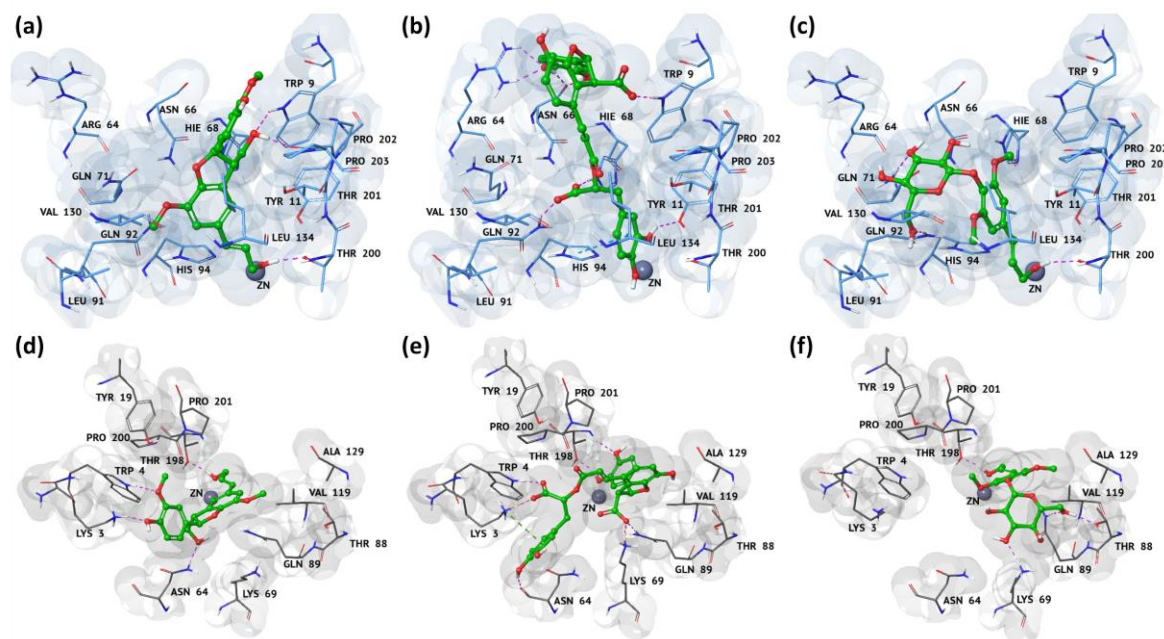 (a)
TRP 9
ASN 66
ARG 64
HIE 68
PRO 202
PRO 203
GLN 71
THR 201
TYR 11
VAL 130
GLN 92
LEU 134
THR 200
HIS 94
ZN
LEU 91
(b)
TRP 9
ASN 66
ARG 64
HIE 68
PRO 202
PRO 203
GLN 71
THR 201
TYR 11
VAL 130
GLN 92
LEU 134
THR 200
HIS 94
ZN
LEU 91
(c)
TRP 9
ASN 66
ARG 64
HIE 68
PRO 202
PRO 20
GLN 71
THR 201
TYR 11
VAL 130
GLN 92
LEU 134
THR 200
HIS 94
ZN
LEU 91
(d)
TYR 19
PRO 201
PRO 200
THR 198
ALA 129
TRP 4
ZN
VAL 119
LYS 3
THR 88
GLN 89
ASN 64
LYS 69
(e)
TYR 19
PRO 201
PRO 200
THR 198
ALA 129
TRP 4
ZN
VAL 119
LYS 3
THR 88
GLN 89
LYS 69
ASN 64
(f)
TYR 19
PRO 201
PRO 200
THR 198
ALA 129
TRP 4
ZN
VAL 119
LYS 3
THR 88
GLN 89
LYS 69
ASN 64